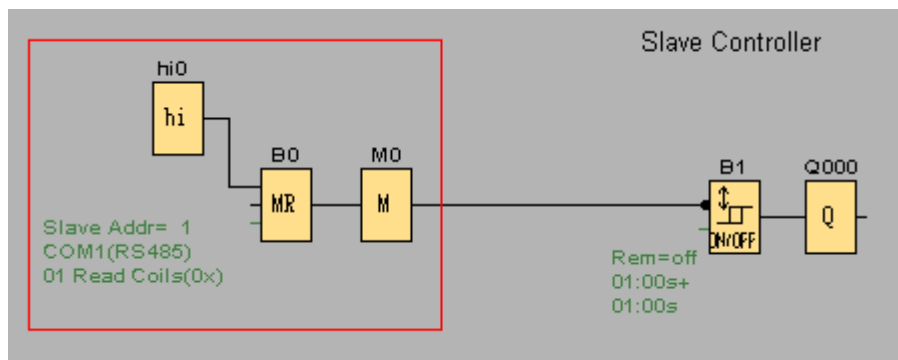 Slave Controller
hi0
hi
B0
MR
M0
M
Slave Addr= 1
COM1(RS485)
01 Read Coils(0x)
B1
ON/OFF
Rem=off
01:00s+
01:00s
Q000
Q